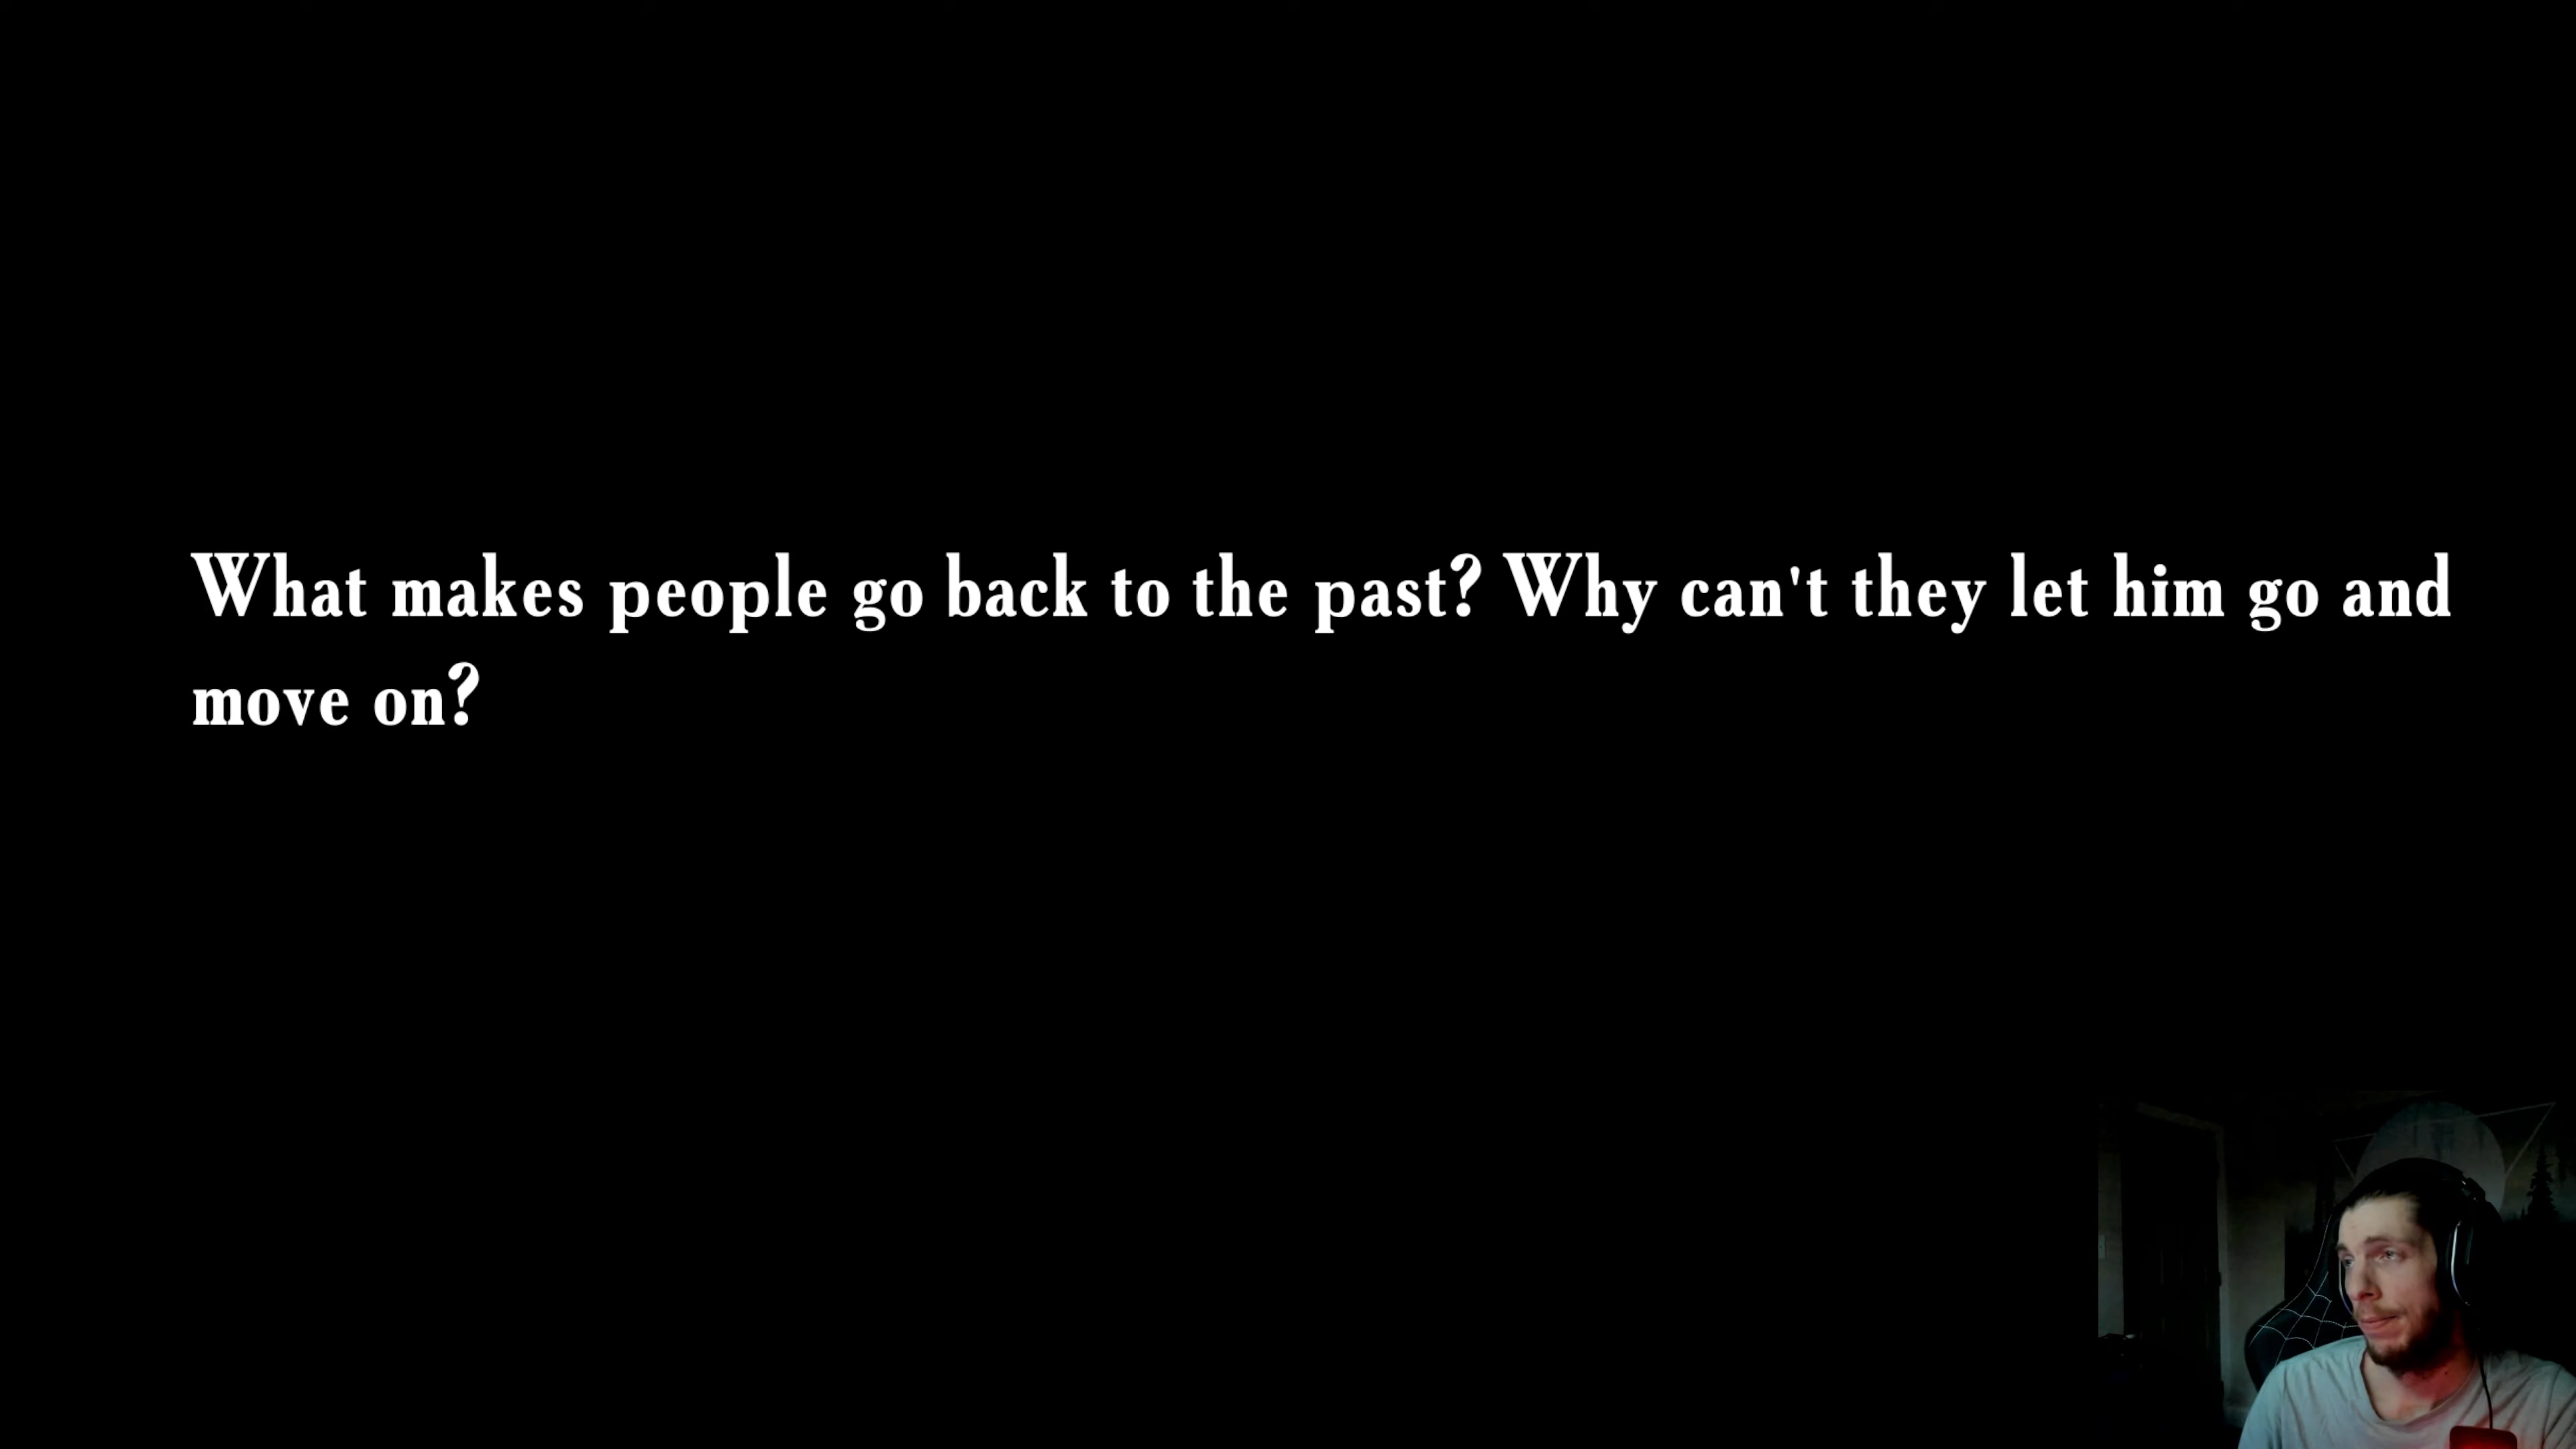 What makes people go back to the past? Why can't they let him go and
move on?